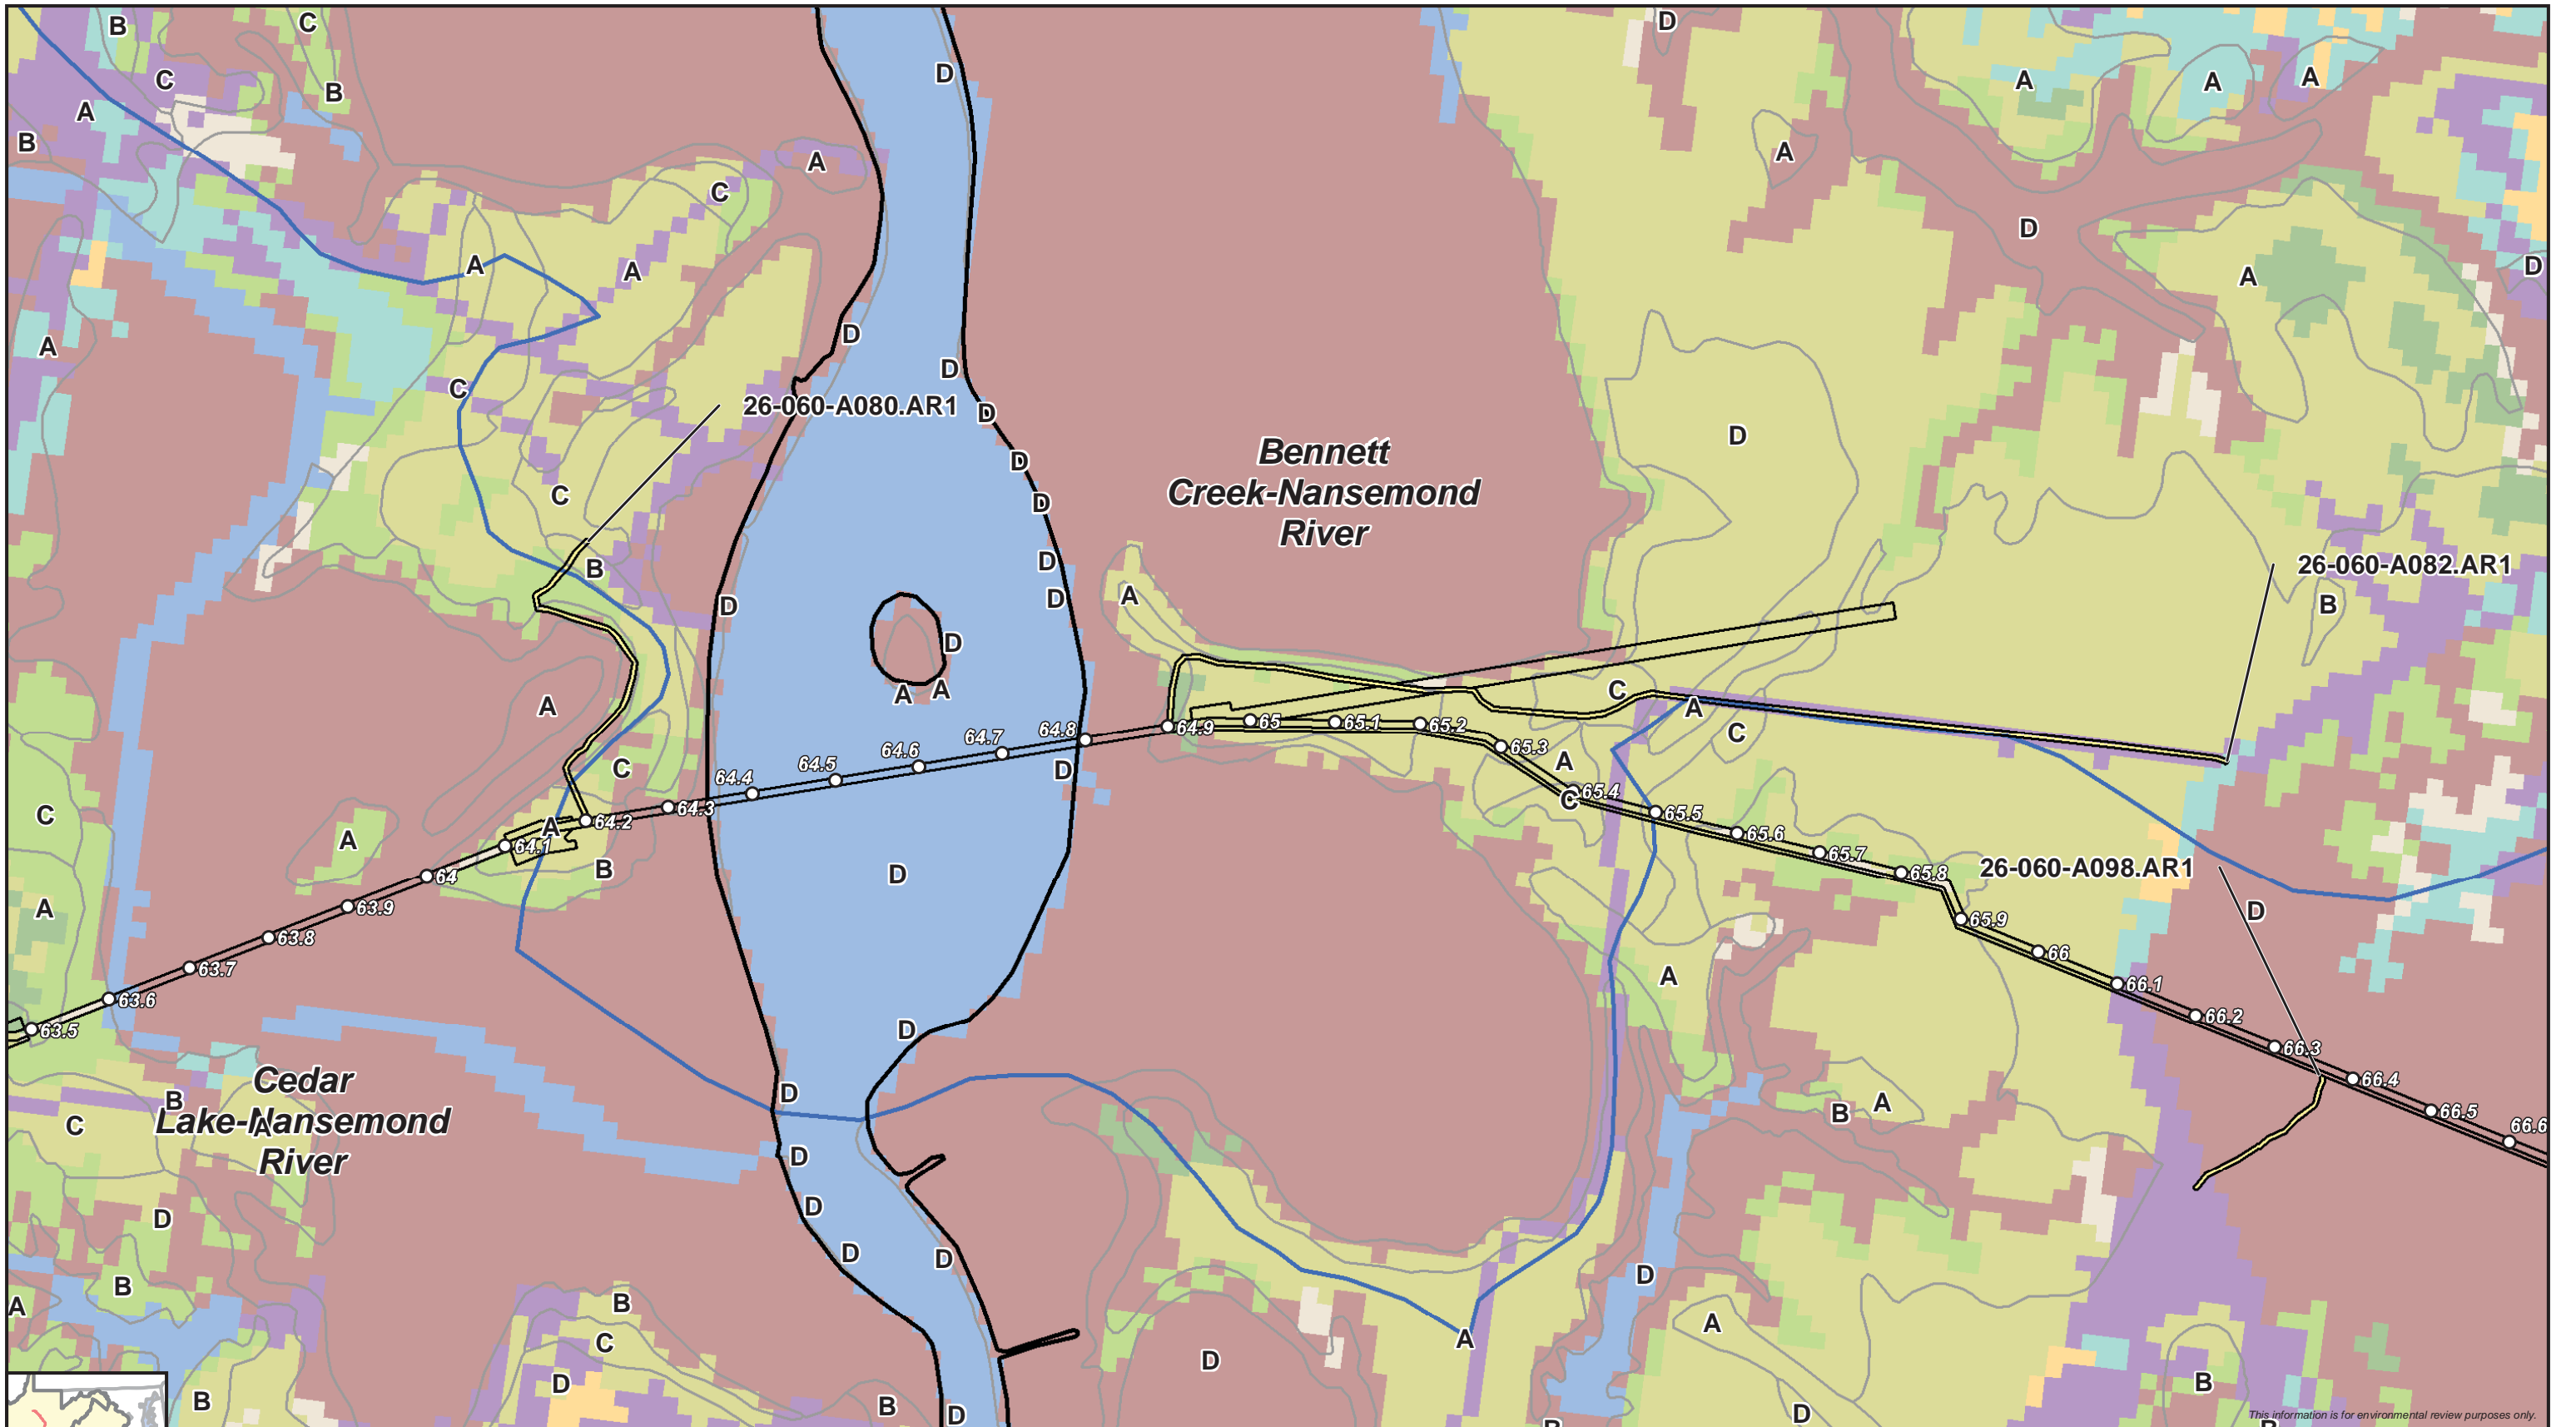 B
C
D
C
B
A
D
A
A
A
B
A
A
C
D
A
A
A
D
A
D
D
C
26-060-A080.AR1
D
D
Bennett
Creek-Nansemond
River
D
D
C
D
D
26-060-A082.AR1
B
D
D
A
B
D
A
A
A
C
A
C
64.9
65
65.1
65.2
65.3
A
64.8
64.7
64.6
64.5
64.4
D
C
64.3
64.2
A
64.1
B
64
63.9
63.8
63.7
63.6
63.5
C
A
A
65.4
C
65.5
65.6
65.7
65.8
26-060-A098.AR1
65.9
D
66
66.1
66.2
66.3
66.4
66.5
66.6
D
A
D
Cedar
Lake-Nansemond
River
B
C
A
D
D
B
A
D
D
D
B
A
D
D
B
C
D
B
B
D
D
A
A
D
B
This information is for environmental review purposes only.